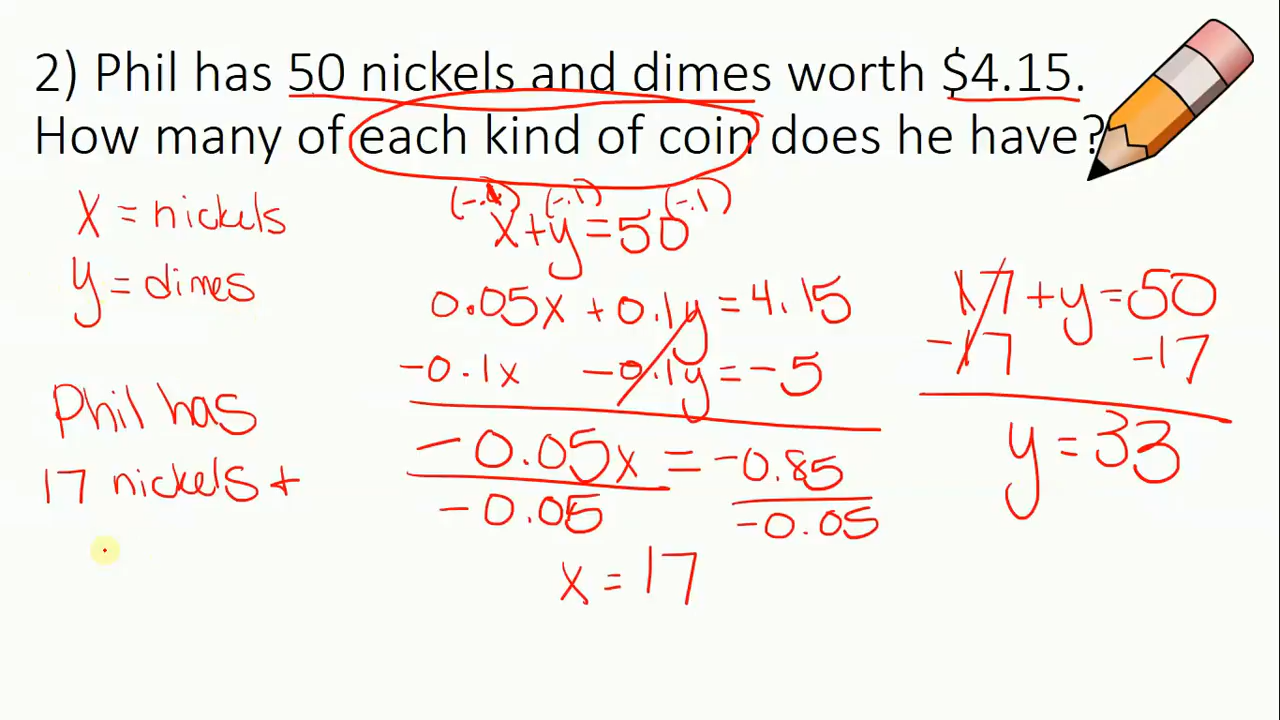 2) Phil has 50 nickels and dimes worth $4.15.
How many of each kind of coin does he have?
x = nickels
y = dimes
Phil has
17 nickels +
(-.1) (-.1) (-.1)
x + y = 50
0.05x + 0.1y = 4.15
-0.1x -0.1y = -5
-0.05x = -0.85
-0.05 -0.05
x = 17
17 + y = 50
-17 -17
y = 33